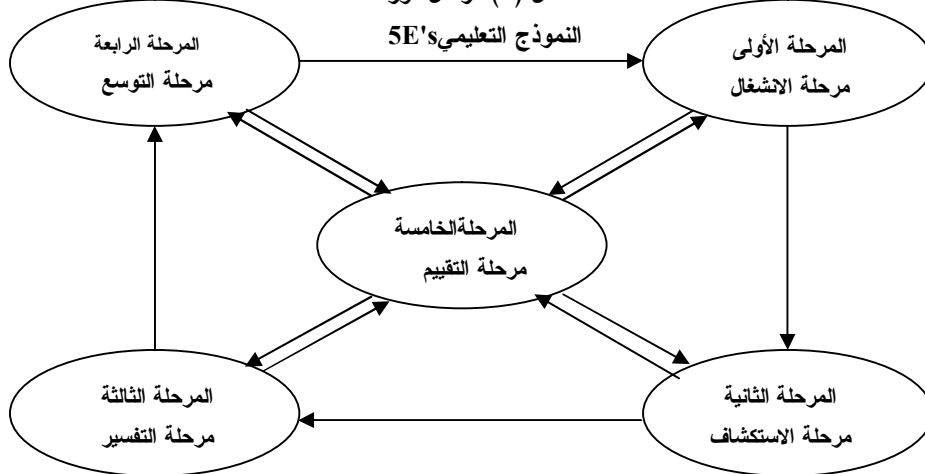 النموذج التعليمي5E's
المرحلة الأولى
مرحلة الانشغال
المرحلة الرابعة
مرحلة التوسع
المرحلةالخامسة
مرحلة التقييم
المرحلة الثانية
مرحلة الاستكشاف
المرحلة الثالثة
مرحلة التفسير